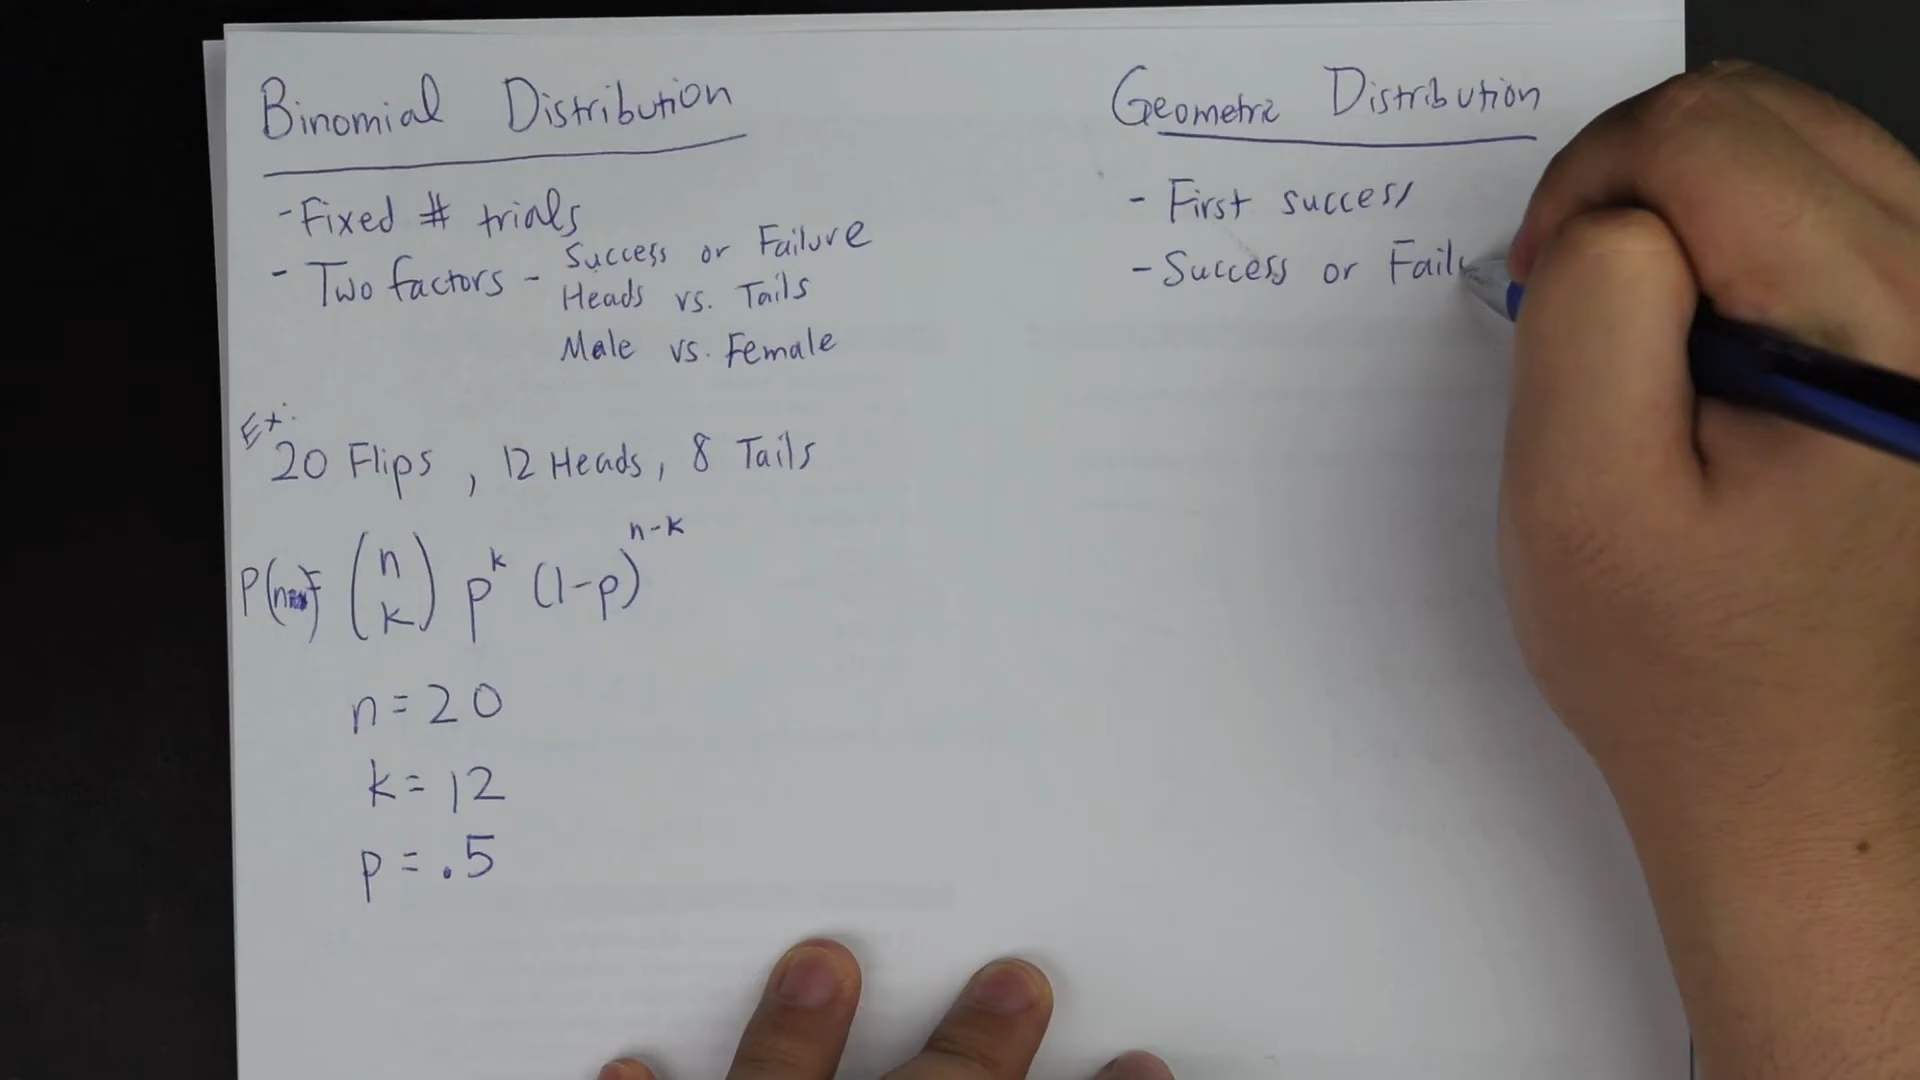 Binomial Distribution
- Fixed # trials
- Two factors - Success or Failure
Heads vs. Tails
Male vs. Female
Ex:
20 Flips, 12 Heads, 8 Tails
= (n k) p^k (1-p)^n-k
n = 20
k = 12
p = .5
Geometric Distribution
- First success
- Success or Failu